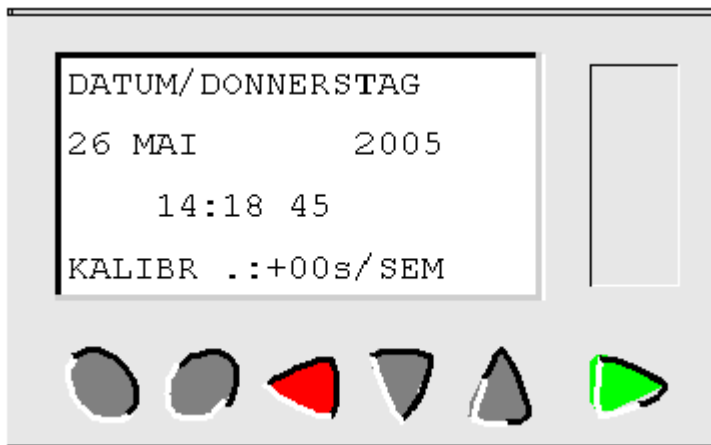 DATUM/DONNERSTAG
26 MAI 2005
14:18 45
KALIBR .:+00s/SEM